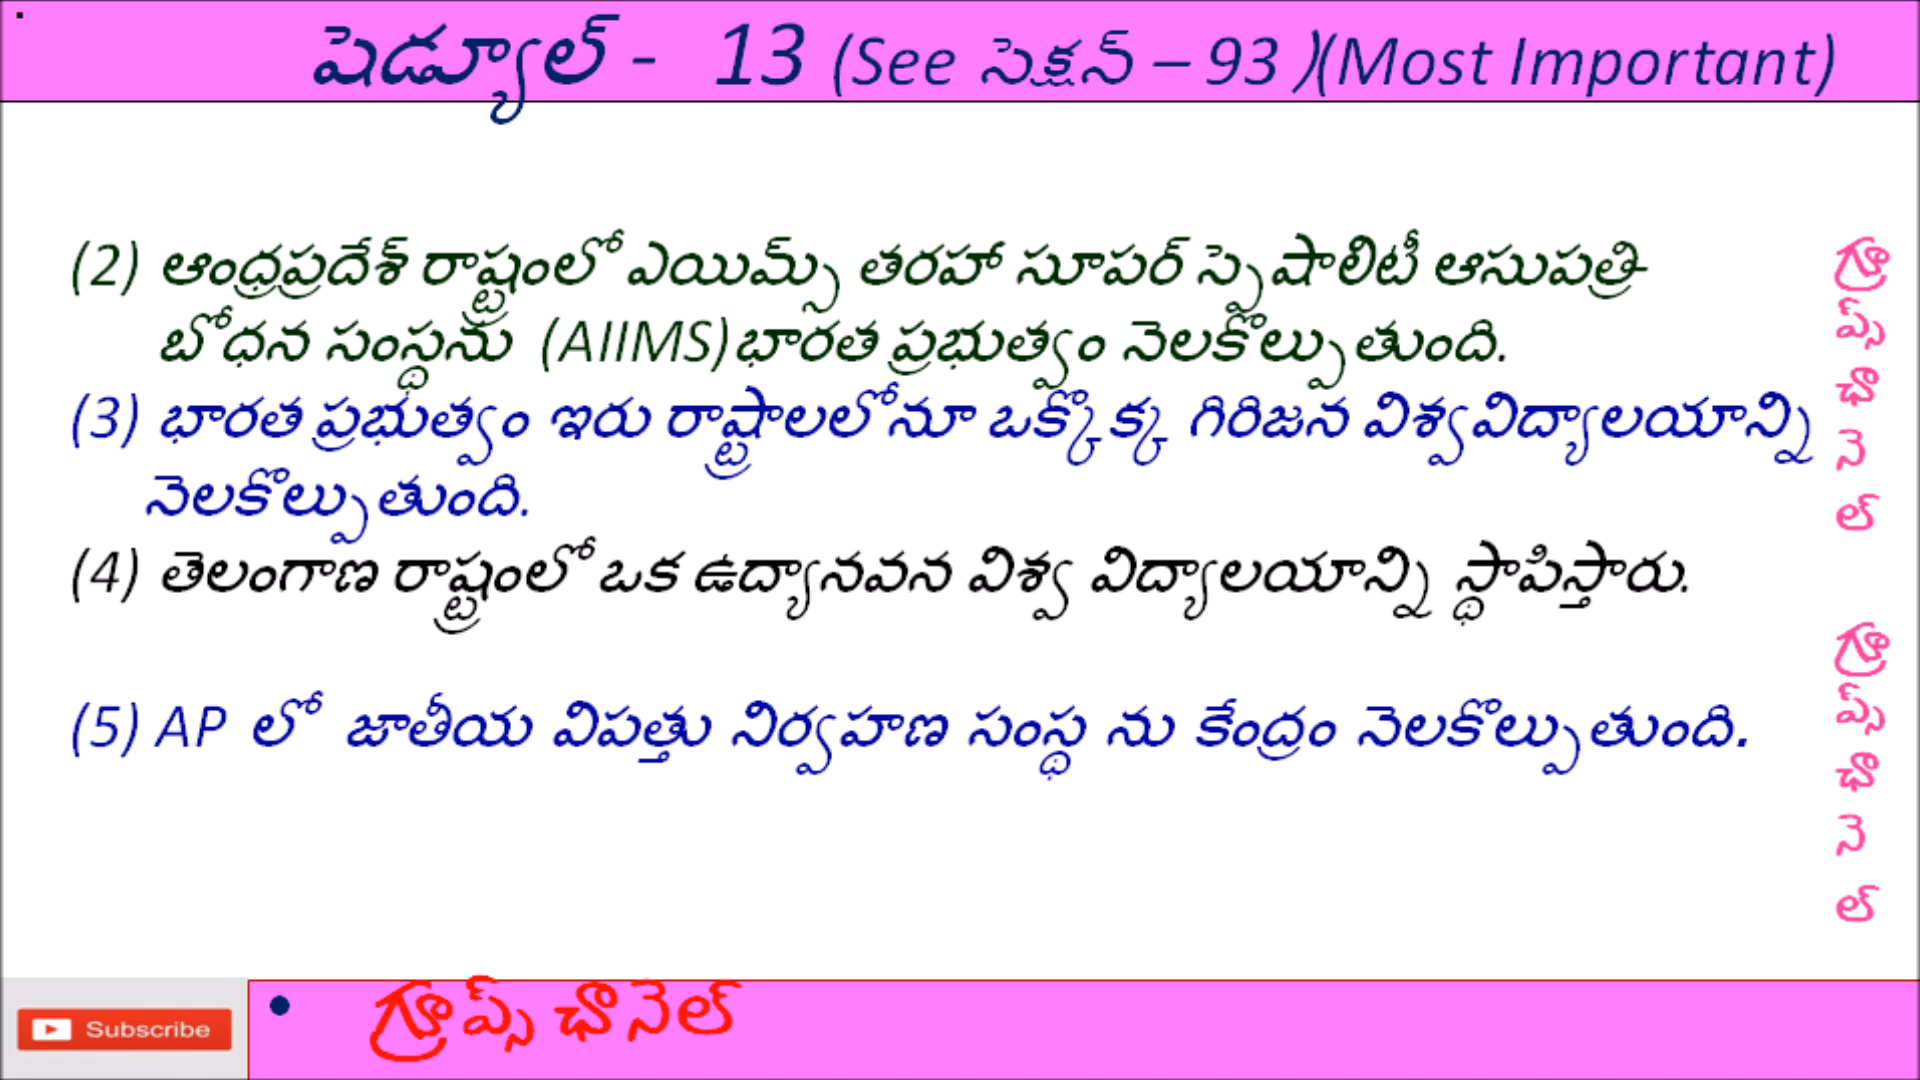 షెడ్యూల్ - 13 (See సెక్షన్ – 93 )(Most Important)
(2) ఆంధ్రప్రదేశ్ రాష్ట్రంలో ఎయిమ్స్ తరహా సూపర్ స్పెషాలిటీ ఆసుపత్రి-
బోధన సంస్థను (AIIMS)భారత ప్రభుత్వం నెలకొల్పుతుంది.
(3) భారత ప్రభుత్వం ఇరు రాష్ట్రాలలోనూ ఒక్కొక్క గిరిజన విశ్వవిద్యాలయాన్ని
నెలకొల్పుతుంది.
(4) తెలంగాణ రాష్ట్రంలో ఒక ఉద్యానవన విశ్వ విద్యాలయాన్ని స్థాపిస్తారు.
(5) AP లో జాతీయ విపత్తు నిర్వహణ సంస్థ ను కేంద్రం నెలకొల్పుతుంది.
గ్రూప్స్ ఛానెల్
గ్రూప్స్ ఛానెల్
Subscribe
• గ్రూప్స్ ఛానెల్